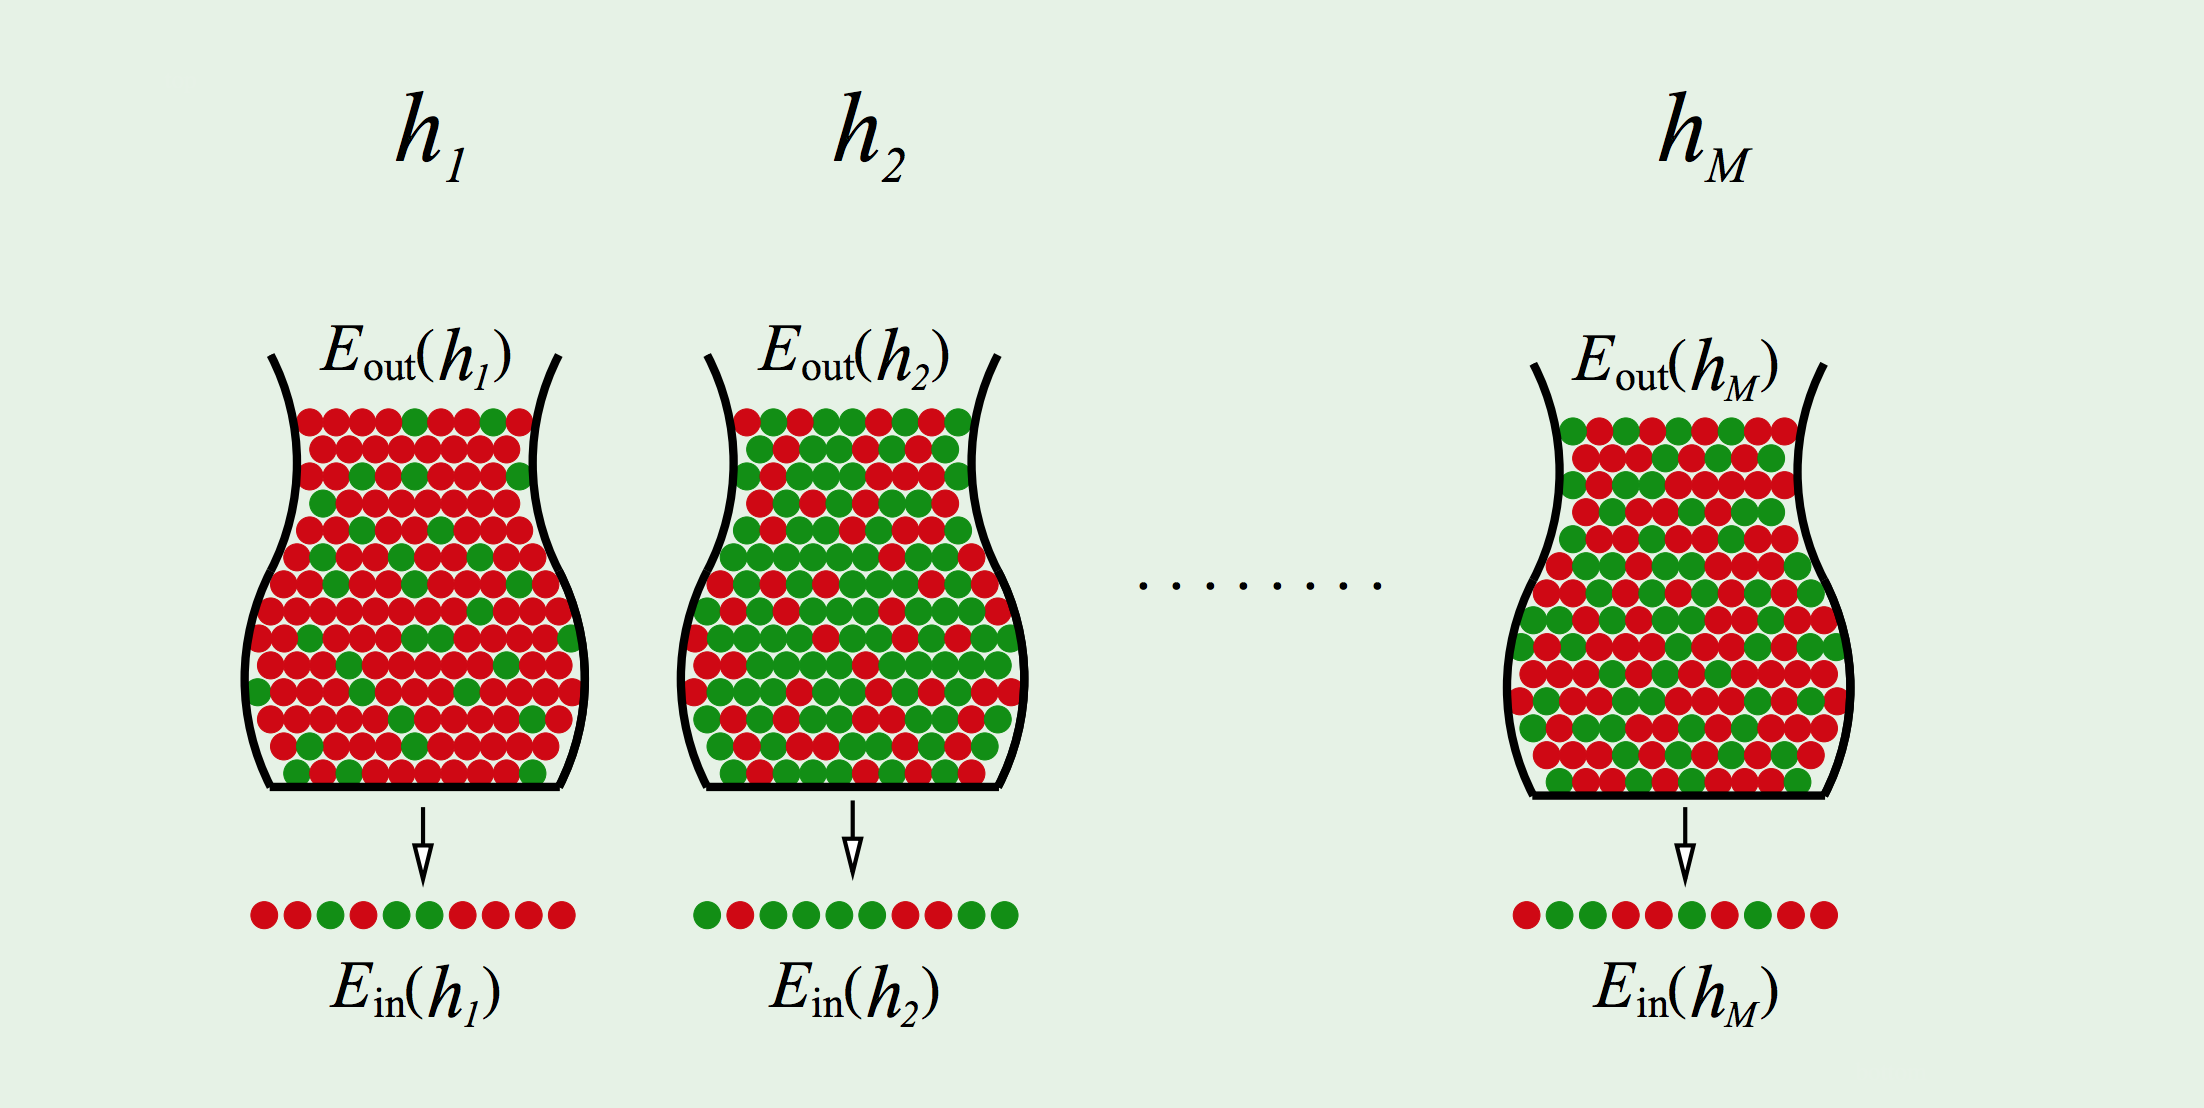 h1 h2 hM
Eout(h1) Eout(h2) Eout(hM)
. . . . . . . .
Ein(h1) Ein(h2) Ein(hM)